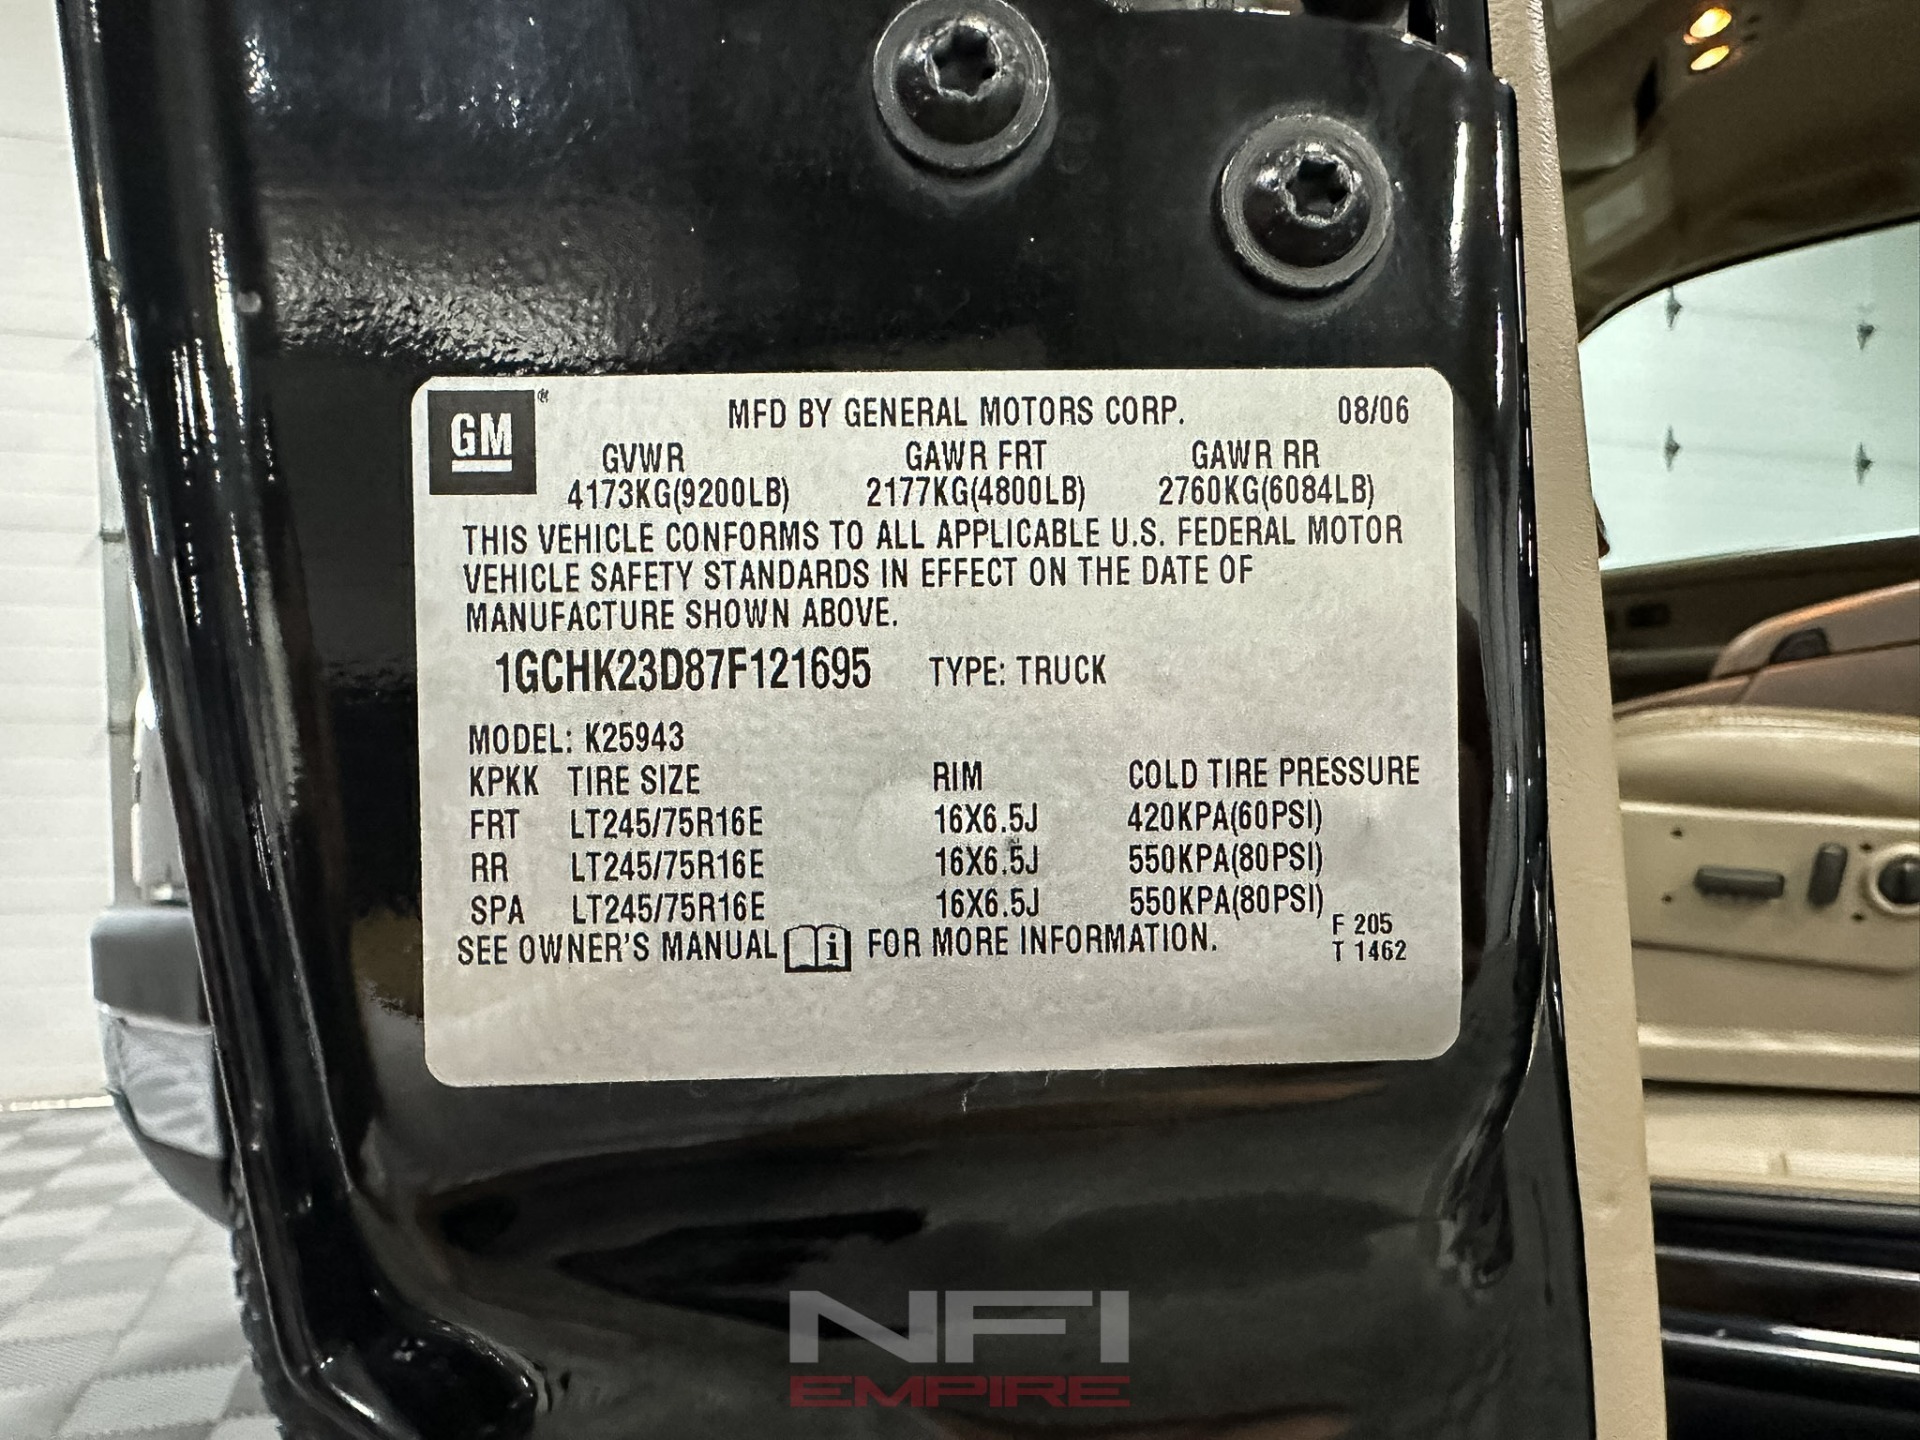 GM®
MFD BY GENERAL MOTORS CORP. 08/06
GVWR GAWR FRT GAWR RR
4173KG(9200LB) 2177KG(4800LB) 2760KG(6084LB)
THIS VEHICLE CONFORMS TO ALL APPLICABLE U.S. FEDERAL MOTOR
VEHICLE SAFETY STANDARDS IN EFFECT ON THE DATE OF
MANUFACTURE SHOWN ABOVE.
1GCHK23D87F121695 TYPE: TRUCK
MODEL: K25943
KPKK TIRE SIZE RIM COLD TIRE PRESSURE
FRT LT245/75R16E 16X6.5J 420KPA(60PSI)
RR LT245/75R16E 16X6.5J 550KPA(80PSI)
SPA LT245/75R16E 16X6.5J 550KPA(80PSI)
SEE OWNER'S MANUAL i FOR MORE INFORMATION.
F 205
T 1462
NFI
EMPIRE